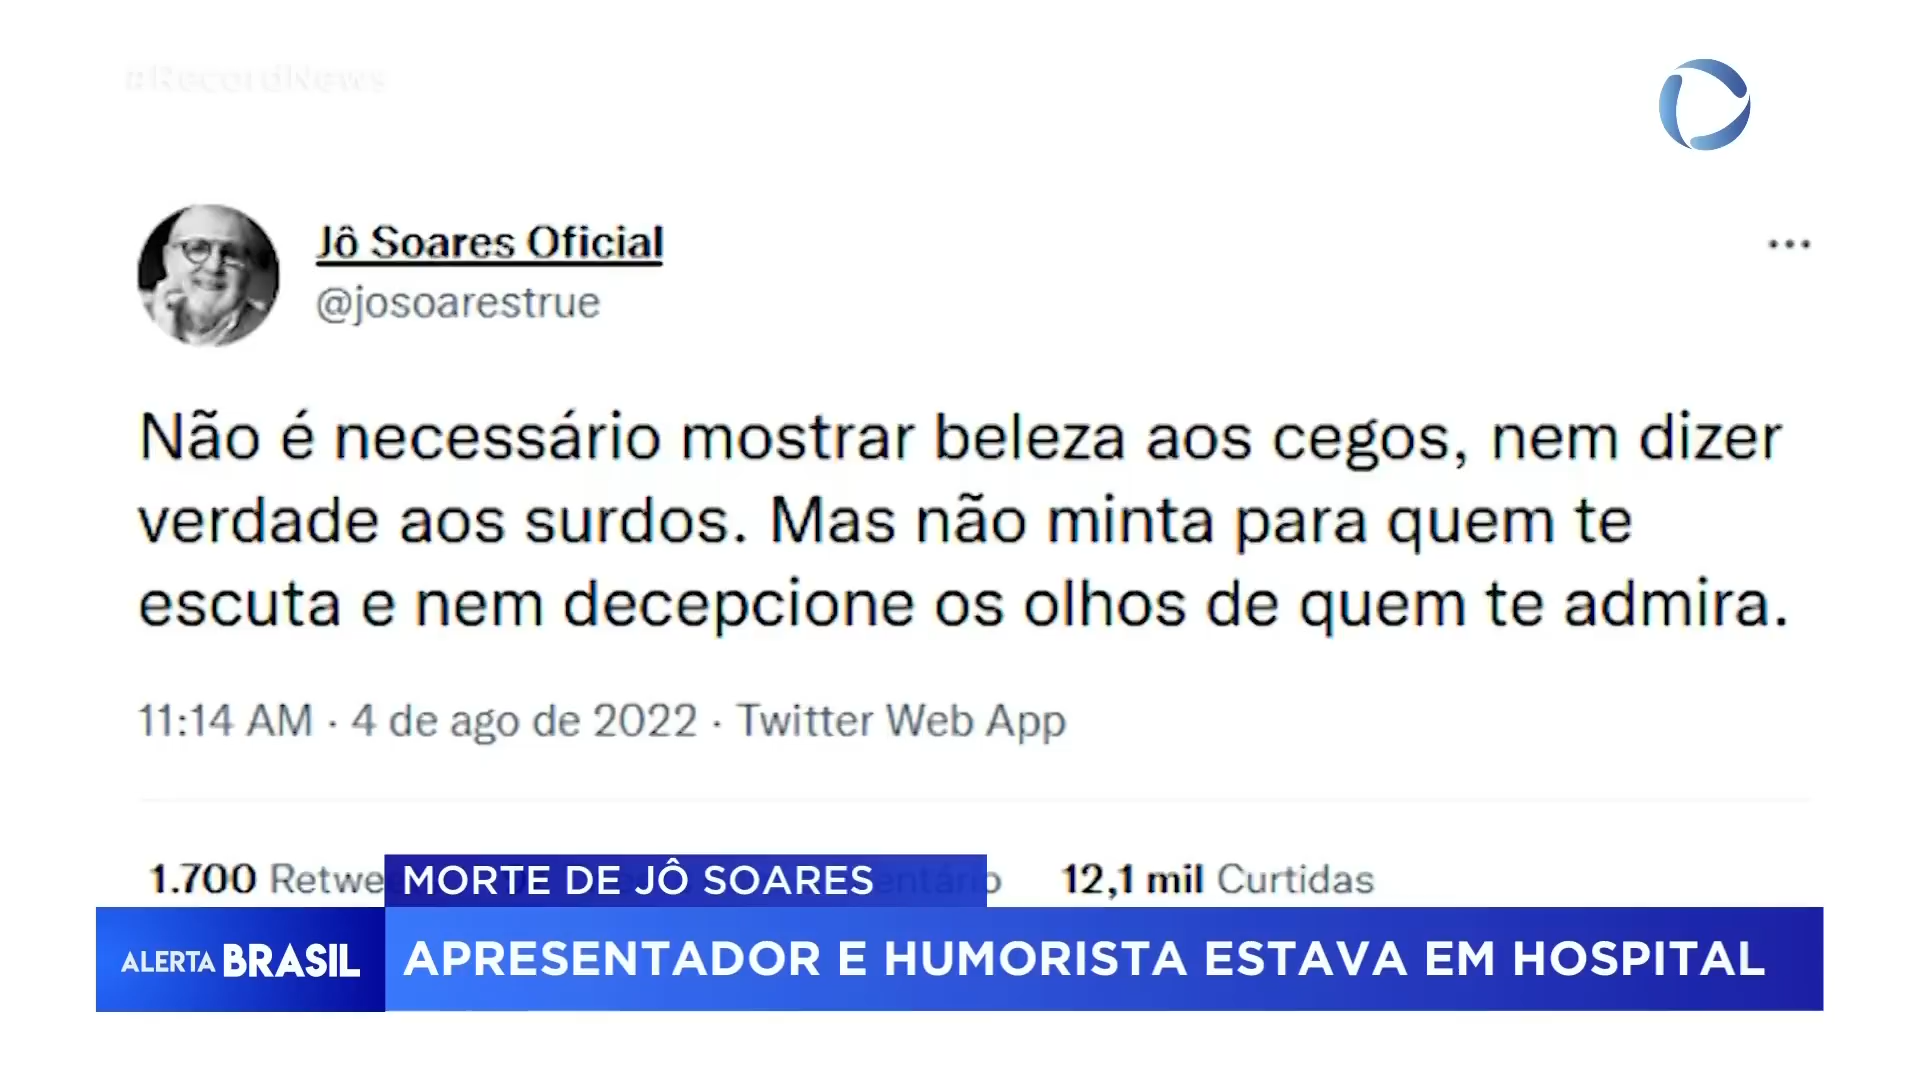 #RecordNews
Jô Soares Oficial
@josoarestrue
Não é necessário mostrar beleza aos cegos, nem dizer
verdade aos surdos. Mas não minta para quem te
escuta e nem decepcione os olhos de quem te admira.
11:14 AM · 4 de ago de 2022 · Twitter Web App
1.700 12,1 mil Curtidas
MORTE DE JÔ SOARES
ALERTA BRASIL
APRESENTADOR E HUMORISTA ESTAVA EM HOSPITAL